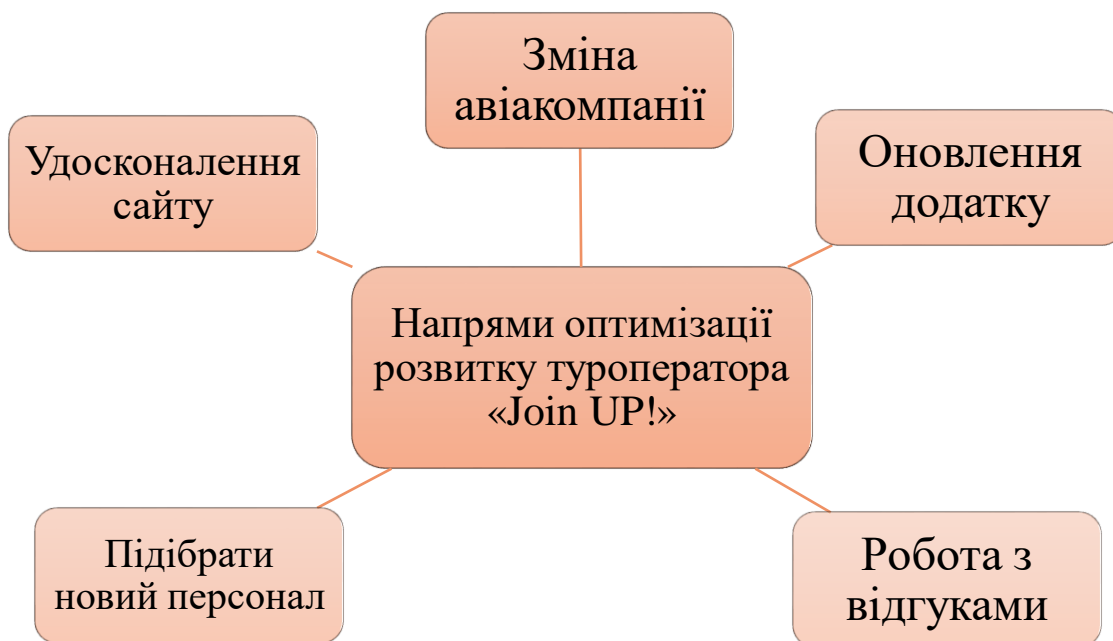 Зміна
авіакомпанії
Удосконалення
сайту
Оновлення
додатку
Напрями оптимізації
розвитку туроператора
«Join UP!»
Підібрати
новий персонал
Робота з
відгуками